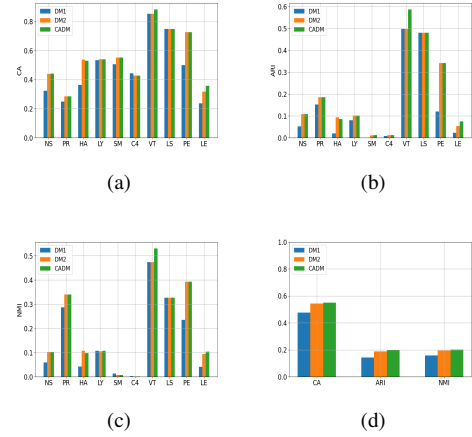 DM1
DM2
CADM
CA
0.8
0.6
0.4
0.2
0.0
NS PR HA LY SM C4 VT LS PE LE
(a)
DM1
DM2
CADM
ARI
0.6
0.5
0.4
0.3
0.2
0.1
0.0
NS PR HA LY SM C4 VT LS PE LE
(b)
DM1
DM2
CADM
NMI
0.5
0.4
0.3
0.2
0.1
0.0
NS PR HA LY SM C4 VT LS PE LE
(c)
DM1
DM2
CADM
1.0
0.8
0.6
0.4
0.2
0.0
CA ARI NMI
(d)